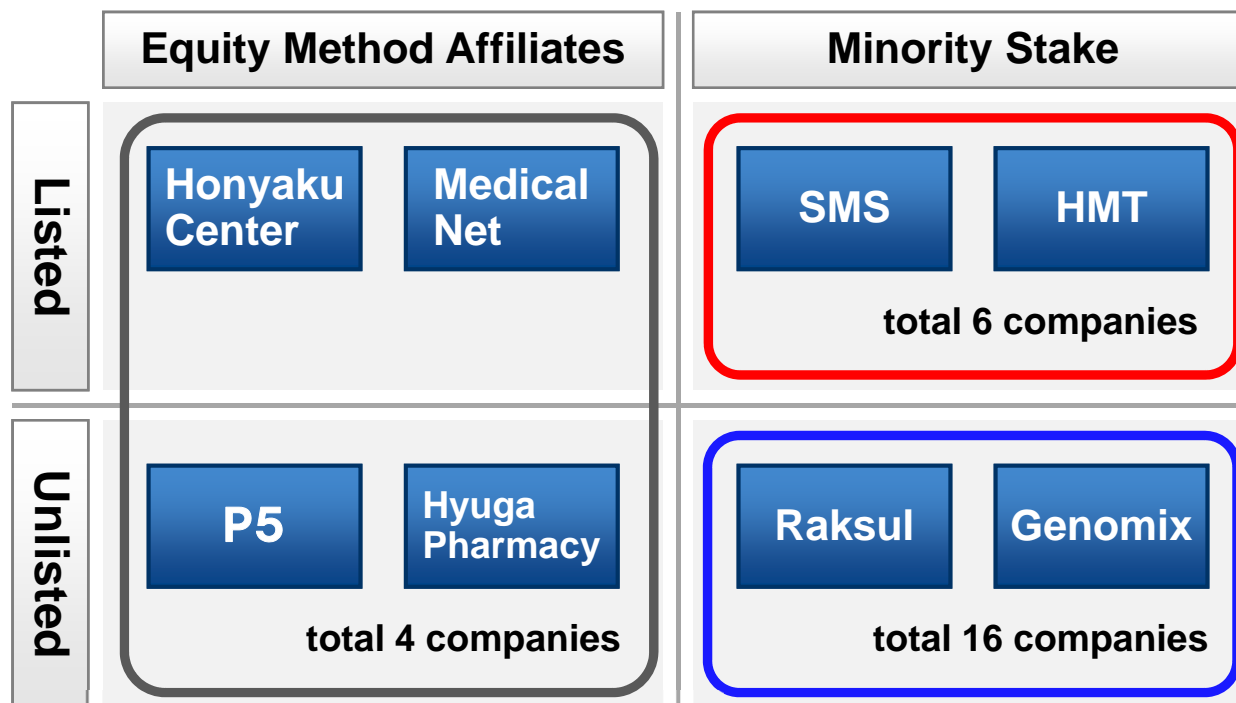 Equity Method Affiliates
Minority Stake
Listed
Honyaku
Center
Medical
Net
SMS
HMT
total 6 companies
Unlisted
P5
Hyuga
Pharmacy
total 4 companies
Raksul
Genomix
total 16 companies